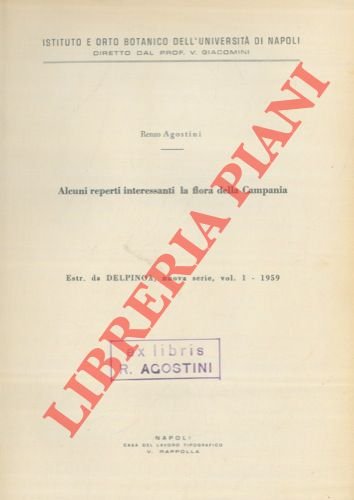 ISTITUTO E ORTO BOTANICO DELL'UNIVERSITÀ DI NAPOLI
DIRETTO DAL PROF. V. GIACOMINI
Renzo Agostini
Alcuni reperti interessanti la flora della Campania
Estr. da DELPINOA, nuova serie, vol. 1 - 1959
ex libris
R. AGOSTINI
LIBRERIA PIANI
NAPOLI
CASA DEL LAVORO TIPOGRAFICO
V. RAPPOLLA